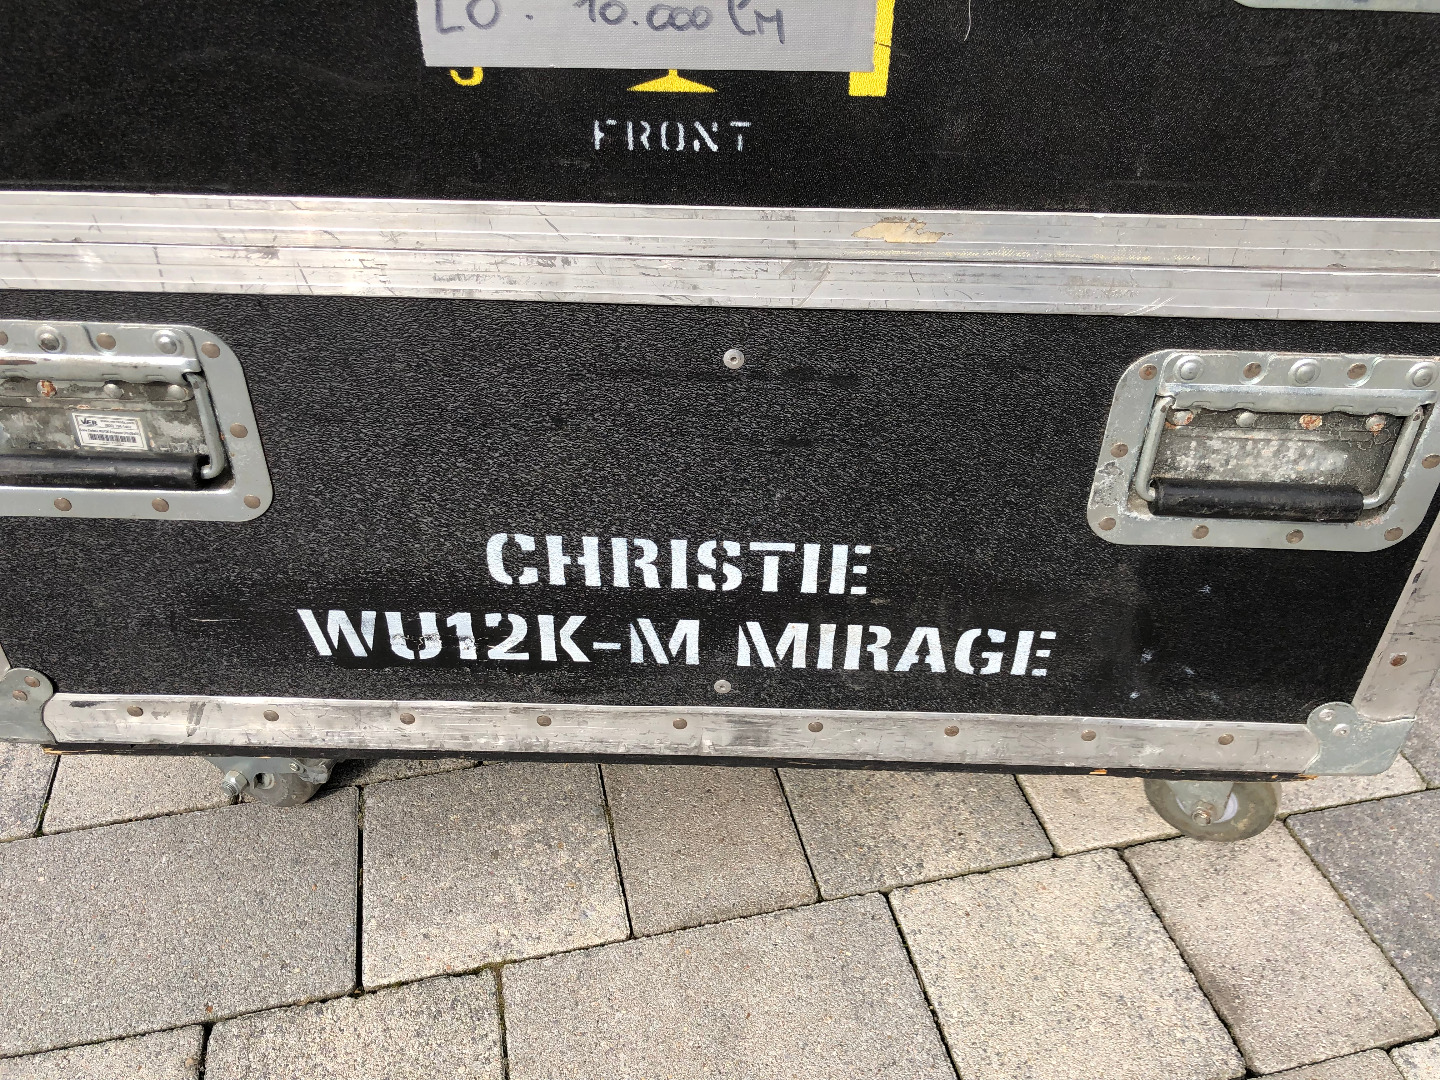 LO. 10.000 LM
FRONT
CHRISTIE
WU12K-M MIRAGE